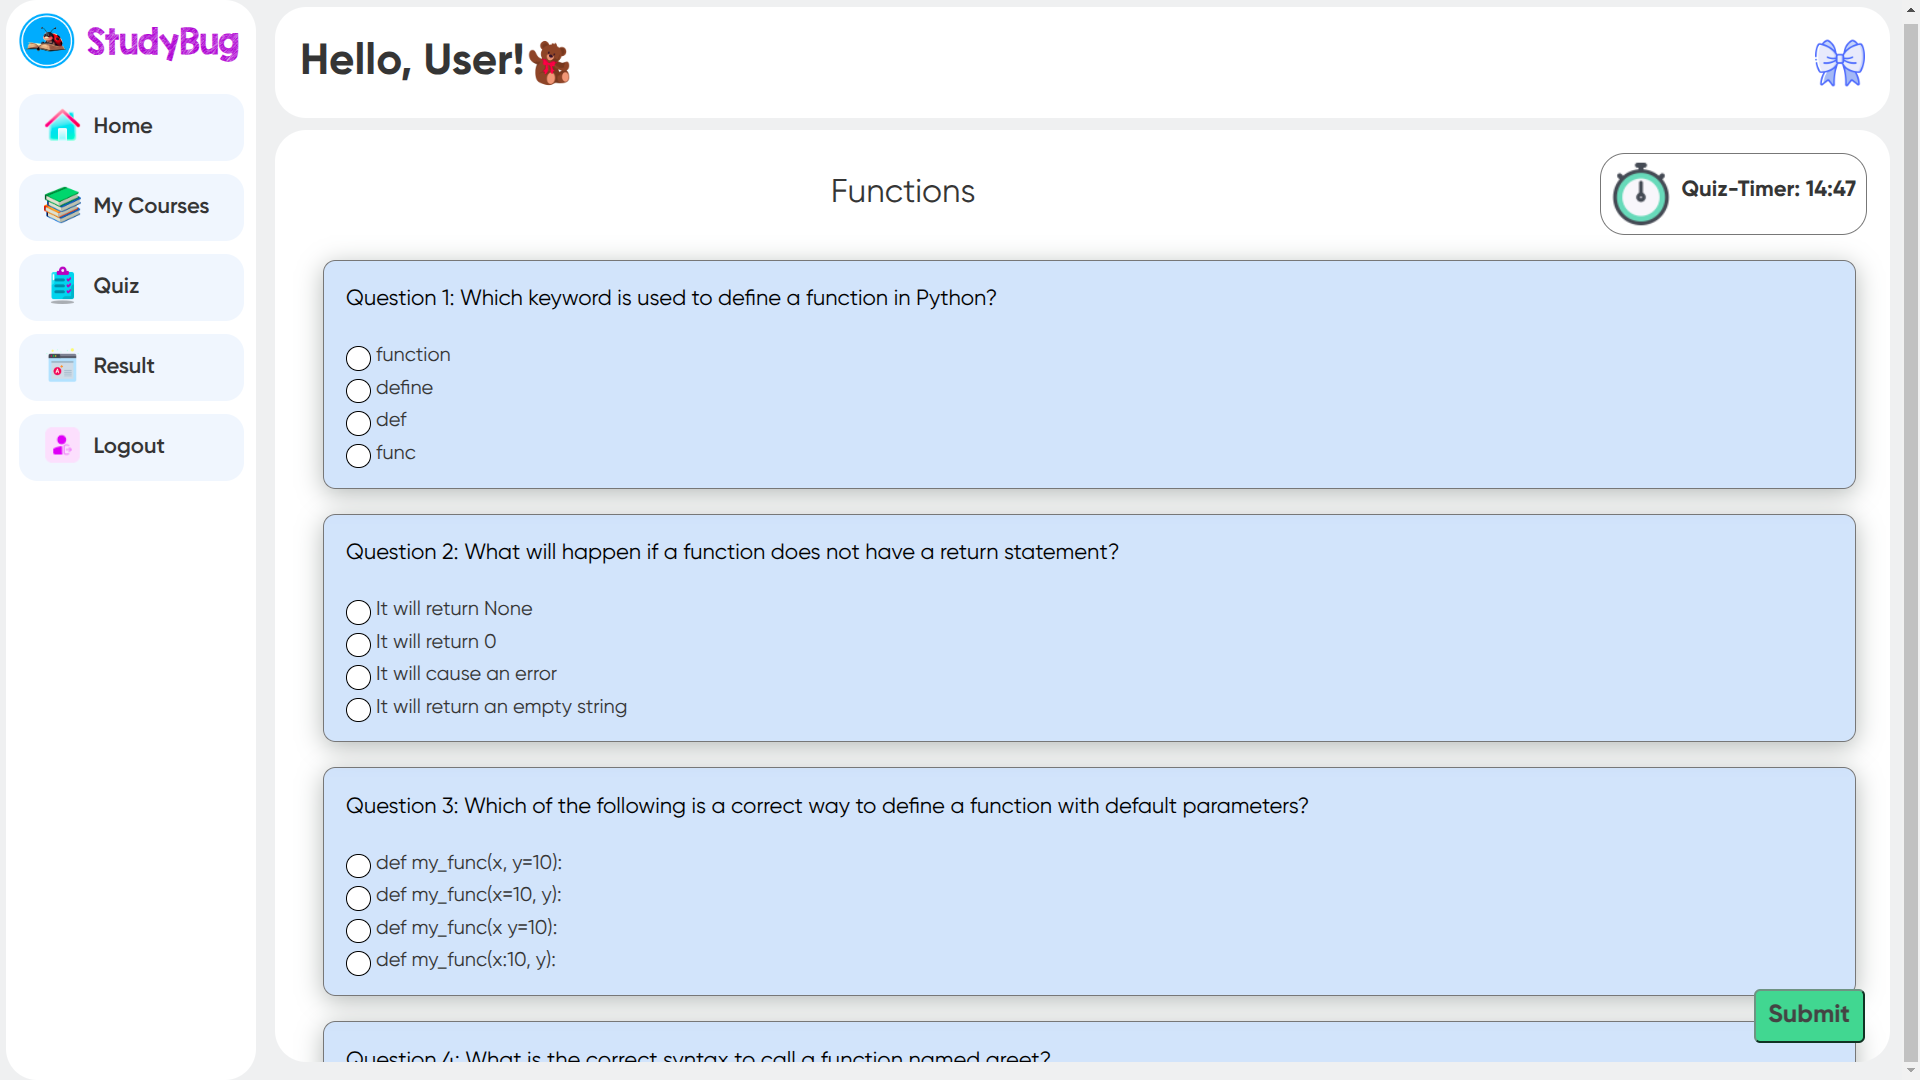 StudyBug
Home
My Courses
Quiz
Result
Logout
Hello, User!
Functions
Quiz-Timer: 14:47
Question 1: Which keyword is used to define a function in Python?
function
define
def
func
Question 2: What will happen if a function does not have a return statement?
It will return None
It will return 0
It will cause an error
It will return an empty string
Question 3: Which of the following is a correct way to define a function with default parameters?
def my_func(x, y=10):
def my_func(x=10, y):
def my_func(x y=10):
def my_func(x:10, y):
Submit
Question 4: What is the correct syntax to call a function named greet?